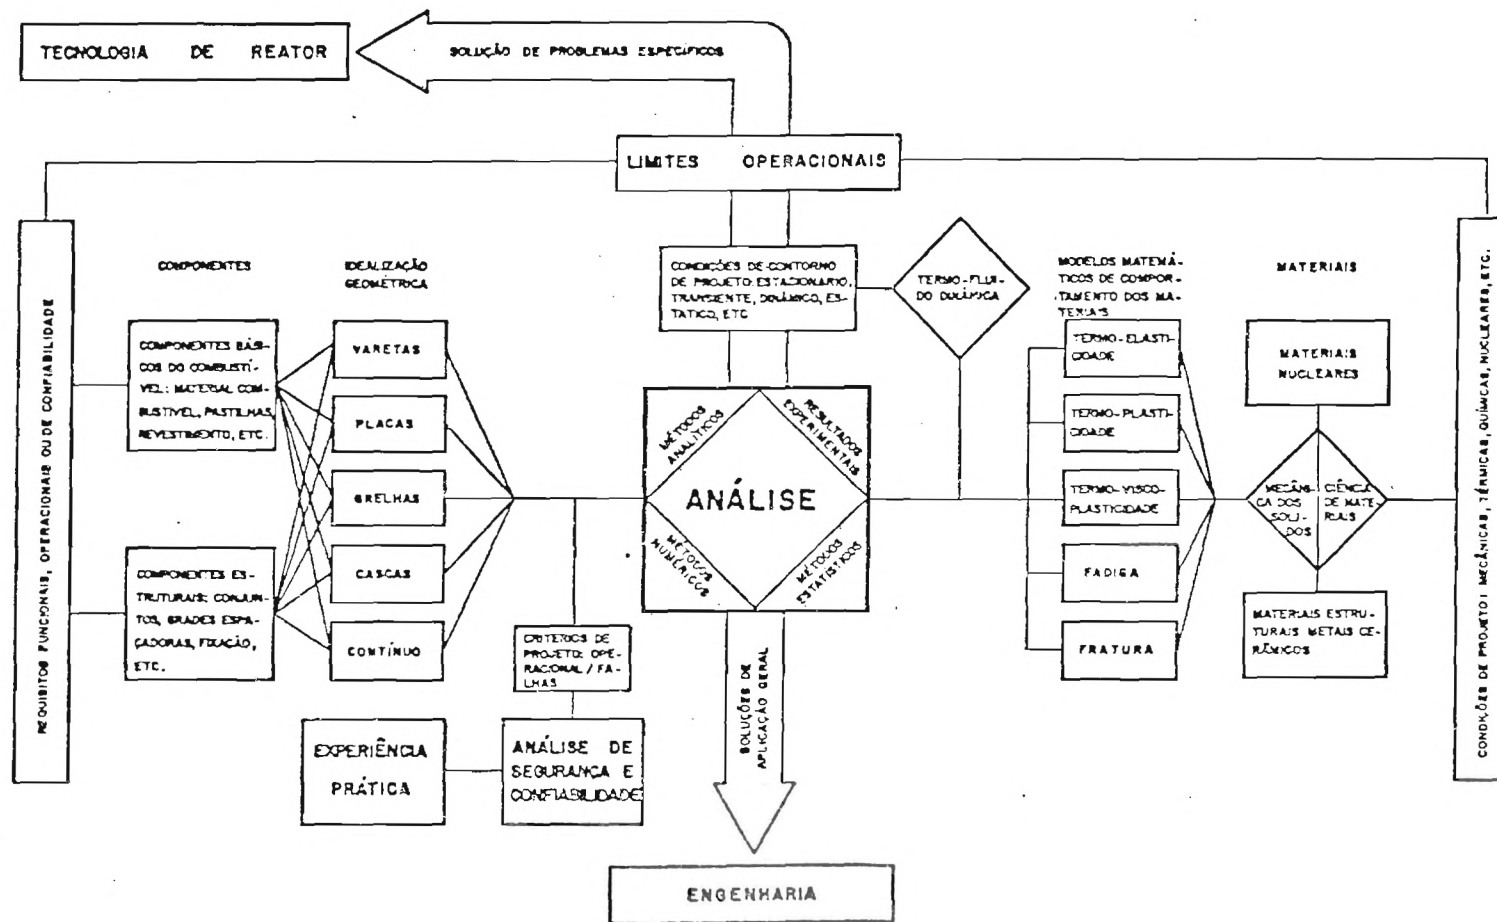 TECNOLOGIA DE REATOR
SOLUÇÃO DE PROBLEMAS ESPECÍFICOS
LIMITES OPERACIONAIS
REQUISITOS FUNCIONAIS, OPERACIONAIS OU DE CONFIABILIDADE
COMPONENTES
COMPONENTES BÁSI-
COS DO COMBUSTÍ-
VEL: MATERIAL COM-
BUSTÍVEL, PASTILHAS,
REVESTIMENTO, ETC.
COMPONENTES ES-
TRUTURAIS: CONJUN-
TOS, GRADES ESPA-
ÇADORAS, FIXAÇÃO,
ETC.
IDEALIZAÇÃO
GEOMÉTRICA
VARETAS
PLACAS
GRELHAS
CASCAS
CONTÍNUO
CRITÉRIOS DE
PROJETO: OPE-
RACIONAL / FA-
LHAS
EXPERIÊNCIA
PRÁTICA
ANÁLISE DE
SEGURANÇA E
CONFIABILIDADE
CONDIÇÕES DE CONTORNO
DE PROJETO: ESTACIONÁRIO,
TRANSIENTE, DINÂMICO, ES-
TÁTICO, ETC
TERMO-FLUI-
DO DINÂMICA
MÉTODOS
ANALÍTICOS
RESULTADOS
EXPERIMENTAIS
ANÁLISE
MÉTODOS
NUMÉRICOS
MÉTODOS
ESTATÍSTICOS
SOLUÇÕES DE
APLICAÇÃO GERAL
ENGENHARIA
MODELOS MATEMÁ-
TICOS DE COMPOR-
TAMENTO DOS MA-
TERIAIS
TERMO-ELASTI-
CIDADE
TERMO-PLASTI-
CIDADE
TERMO-VISCO-
PLASTICIDADE
FADIGA
FRATURA
MATERIAIS
MATERIAIS
NUCLEARES
MECÂNI-
CA DOS
SOLI-
DOS
CIÊNCIA
DE MATE-
RIAIS
MATERIAIS ESTRU-
TURAIS METAIS CE-
RÂMICOS
CONDIÇÕES DE PROJETO: MECÂNICAS, TÉRMICAS, QUÍMICAS, NUCLEARES, ETC.